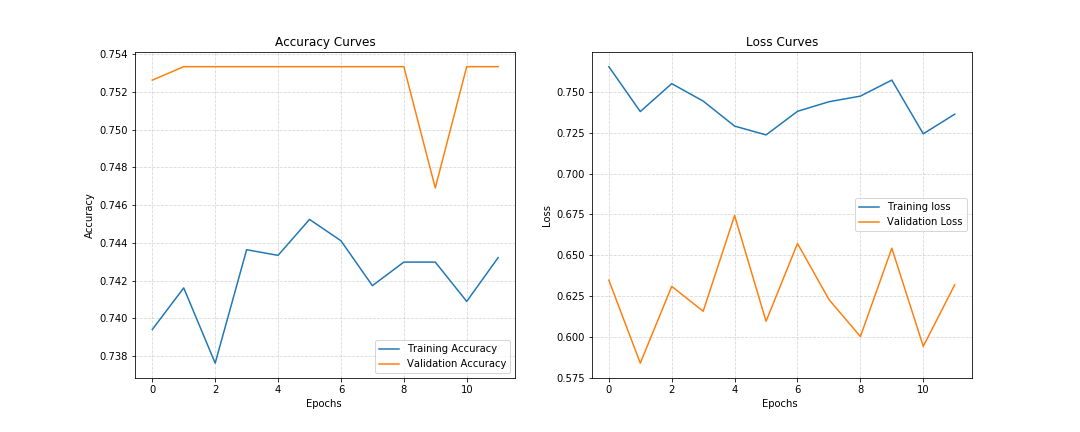 Accuracy Curves
0.754
0.752
0.750
0.748
0.746
0.744
0.742
0.740
0.738
Accuracy
0 2 4 6 8 10
Epochs
Training Accuracy
Validation Accuracy
Loss Curves
0.750
0.725
0.700
0.675
0.650
0.625
0.600
0.575
Loss
0 2 4 6 8 10
Epochs
Training loss
Validation Loss